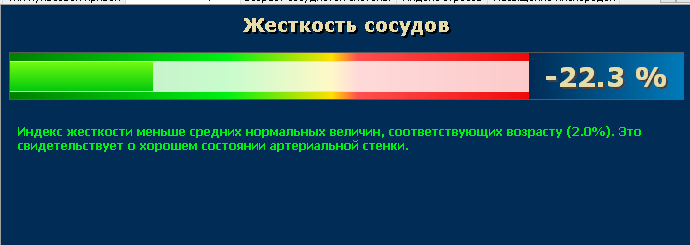 Жесткость сосудов
-22.3 %
Индекс жесткости меньше средних нормальных величин, соответствующих возрасту (2.0%). Это
свидетельствует о хорошем состоянии артериальной стенки.